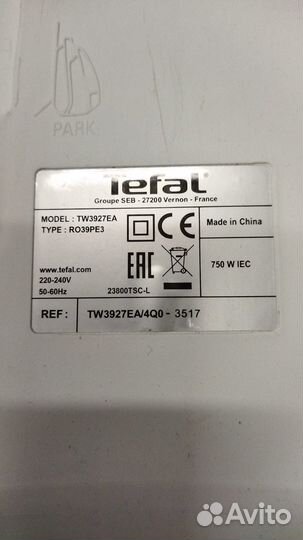 PARK
Tefal
Groupe SEB - 27200 Vernon - France
MODEL : TW3927EA
TYPE : RO39PE3
CE
Made in China
www.tefal.com
220-240V
50-60Hz
EAC
23800TSC-L
750 W IEC
REF: TW3927EA/4Q0 - 3517
Avito